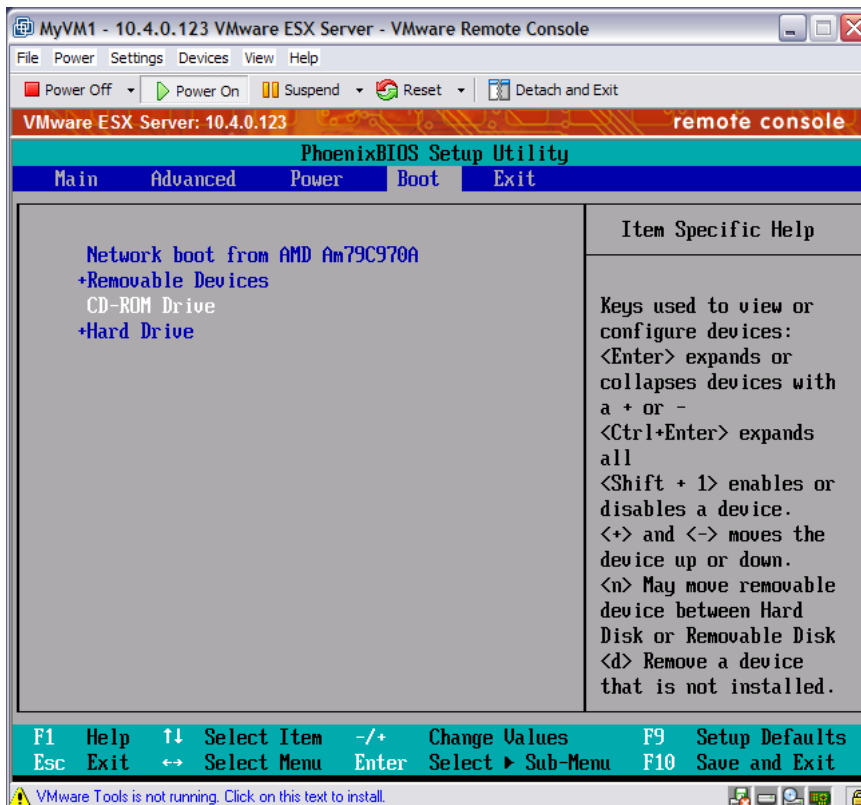 MyVM1 - 10.4.0.123 VMware ESX Server - VMware Remote Console
File Power Settings Devices View Help
Power Off Power On Suspend Reset Detach and Exit
VMware ESX Server: 10.4.0.123 remote console
PhoenixBIOS Setup Utility
Main Advanced Power Boot Exit
Item Specific Help
Network boot from AMD Am79C970A
+Removable Devices
CD-ROM Drive
+Hard Drive
Keys used to view or
configure devices:
<Enter> expands or
collapses devices with
a + or -
<Ctrl+Enter> expands
all
<Shift + 1> enables or
disables a device.
<+> and <-> moves the
device up or down.
<n> May move removable
device between Hard
Disk or Removable Disk
<d> Remove a device
that is not installed.
F1 Help ↑↓ Select Item -/+ Change Values F9 Setup Defaults
Esc Exit ↔ Select Menu Enter Select ▶ Sub-Menu F10 Save and Exit
VMware Tools is not running. Click on this text to install.